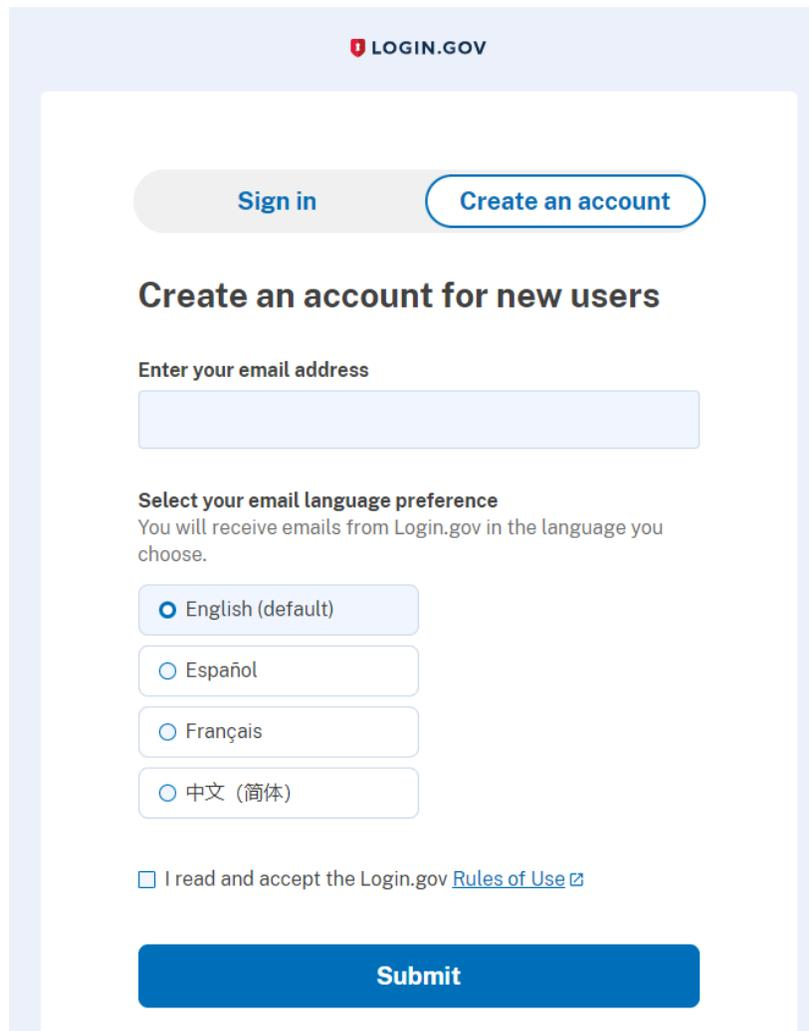 LOGIN.GOV
Sign in
Create an account
Create an account for new users
Enter your email address
Select your email language preference
You will receive emails from Login.gov in the language you
choose.
English (default)
Español
Français
中文 (简体)
I read and accept the Login.gov Rules of Use
Submit